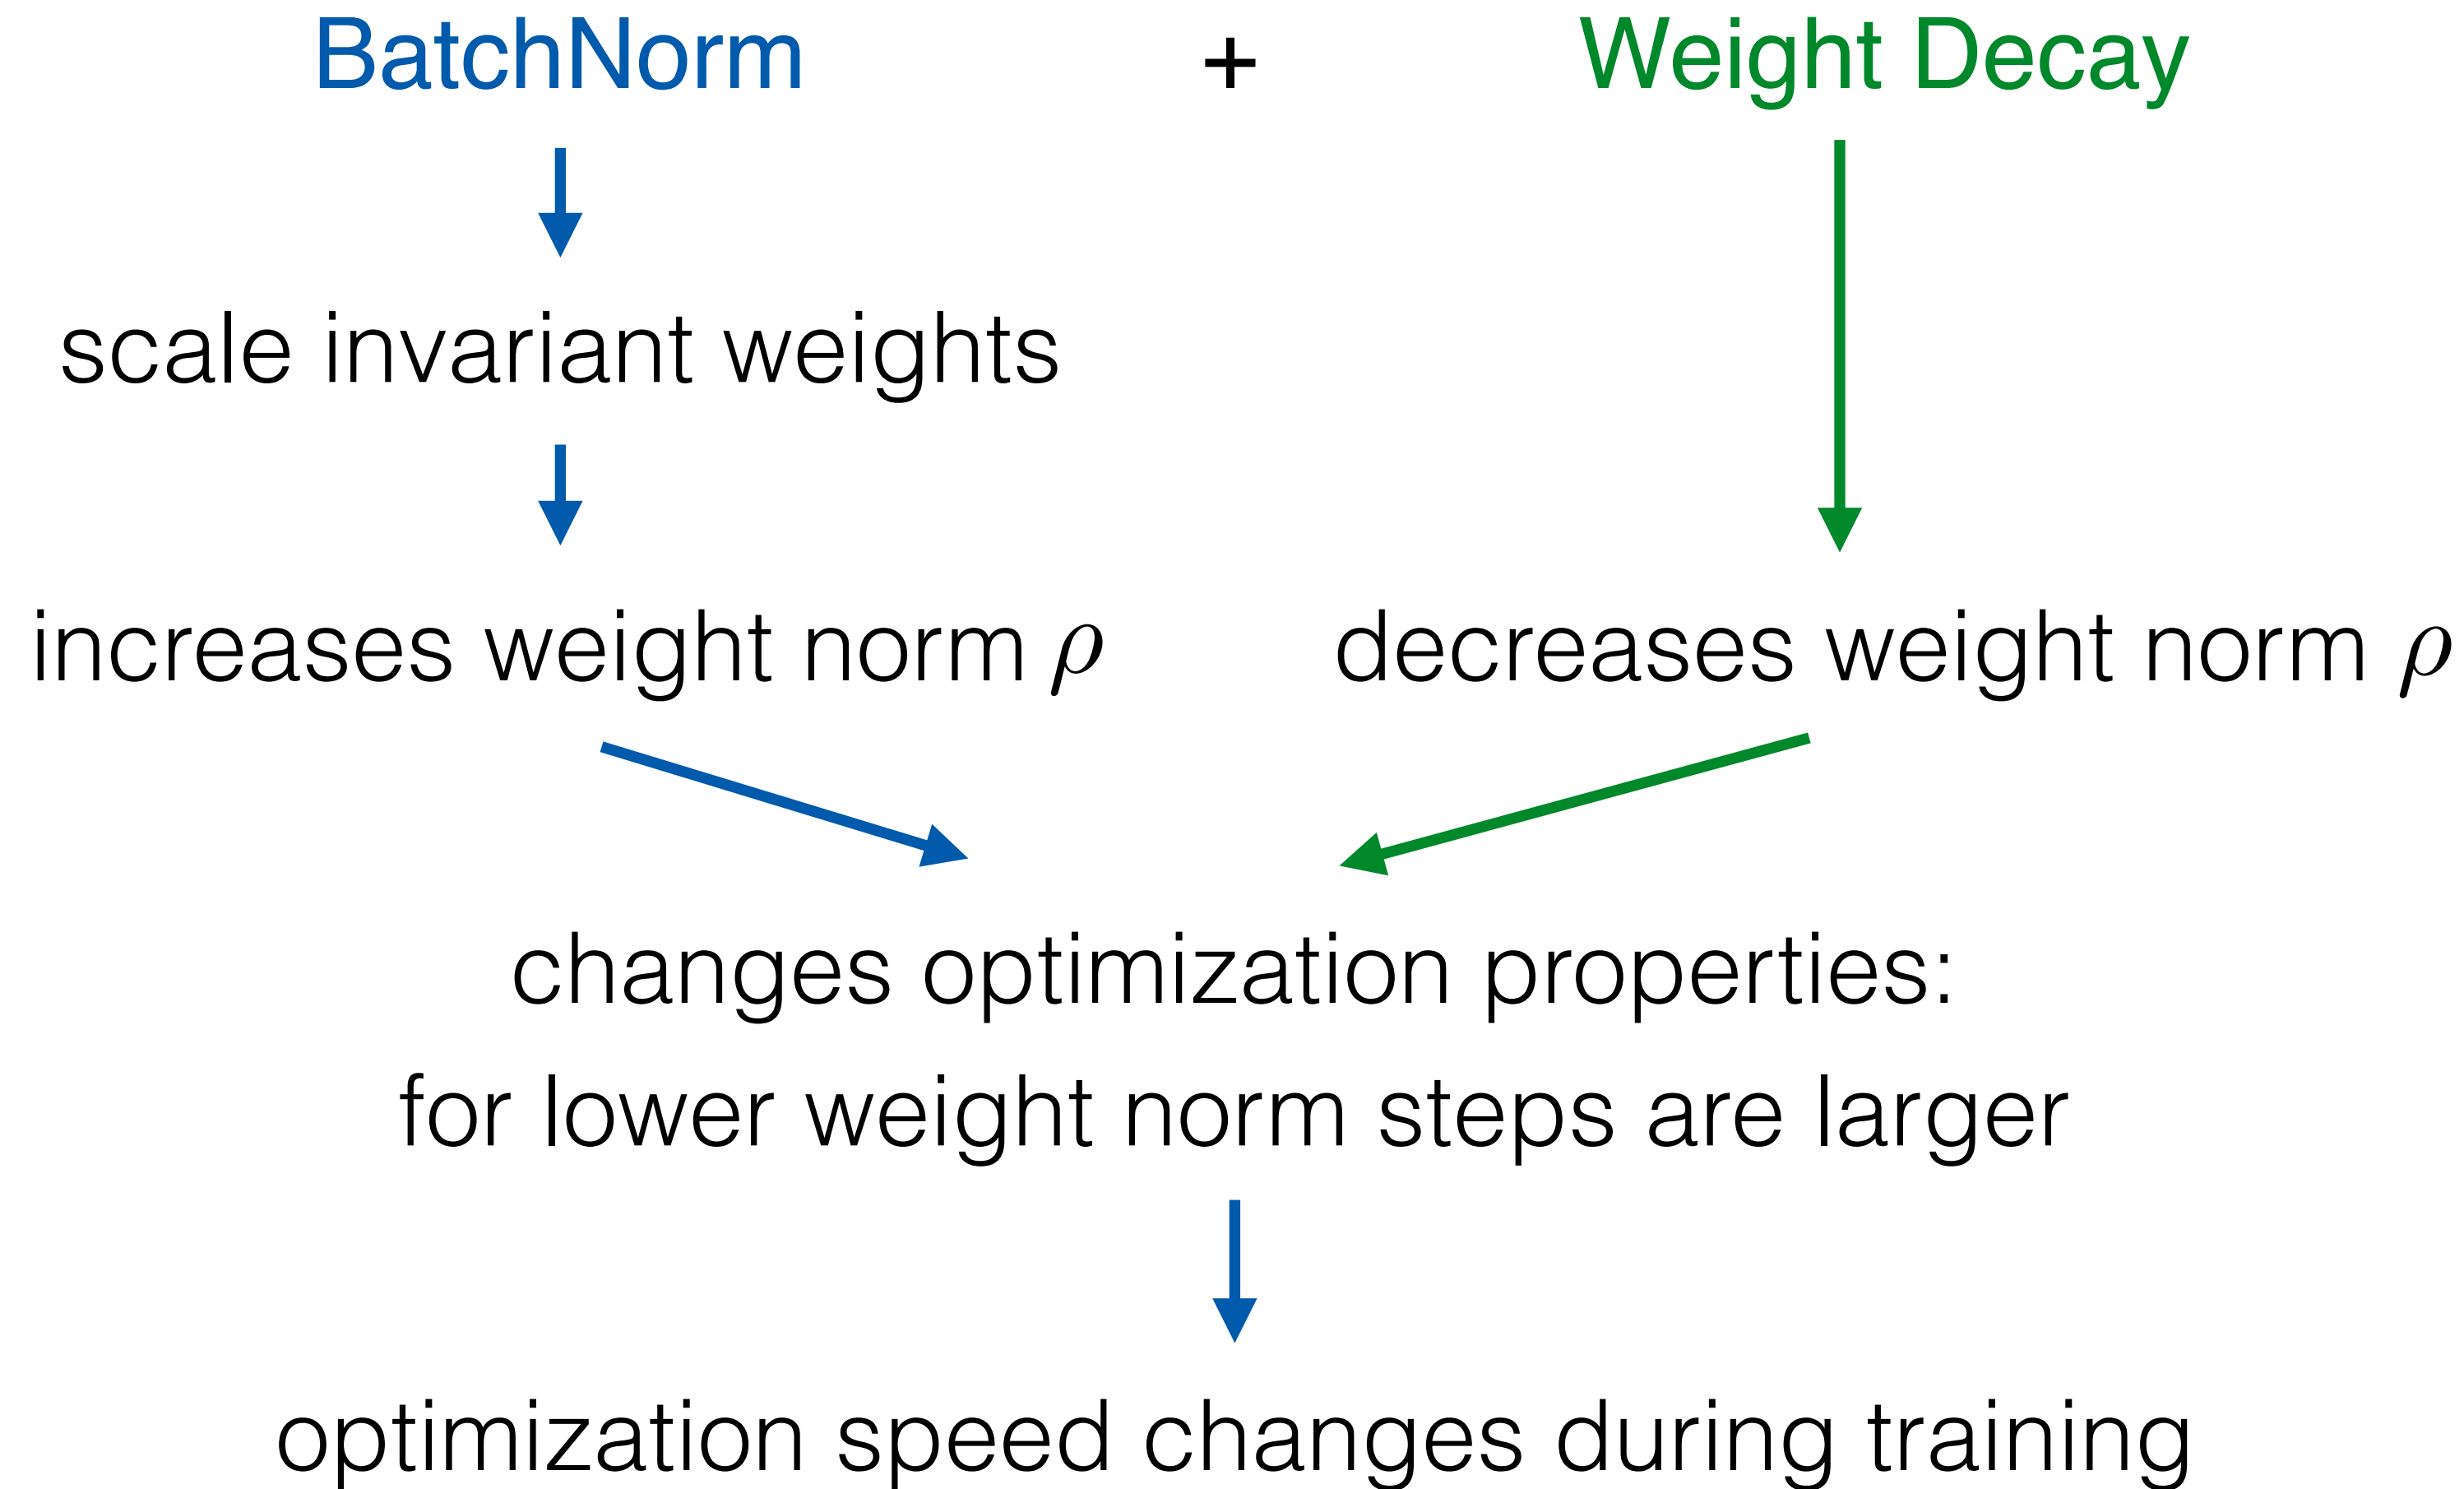 BatchNorm + Weight Decay
scale invariant weights
increases weight norm ρ decreases weight norm ρ
changes optimization properties:
for lower weight norm steps are larger
optimization speed changes during training